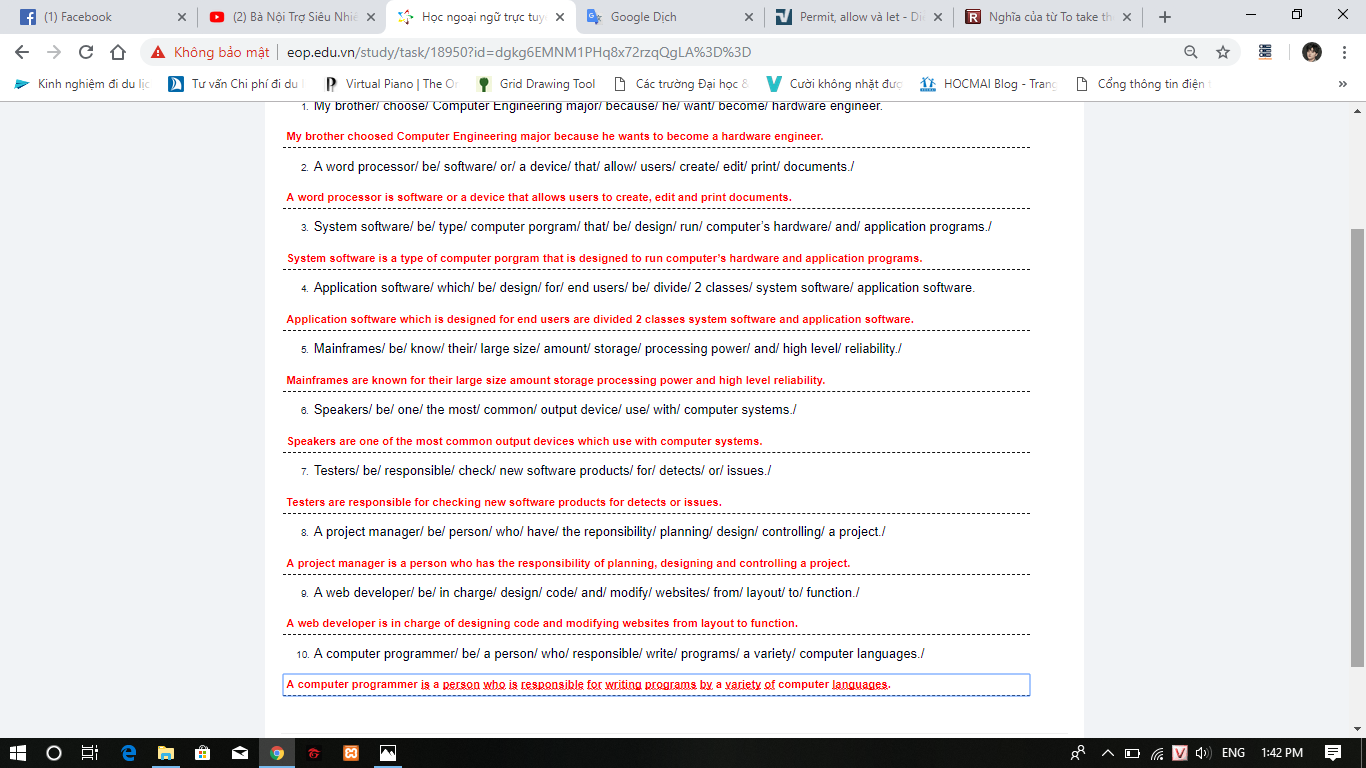 (1) Facebook
(2) Bà Nội Trợ Siêu Nhiê
Học ngoại ngữ trực tuyế
Google Dịch
Permit, allow và let - Diễ
Nghĩa của từ To take the
Không bảo mật
eop.edu.vn/study/task/18950?id=dgkg6EMNM1PHq8x72rzqQgLA%3D%3D
Kinh nghiệm đi du lịc
Tư vấn Chi phí đi du l
Virtual Piano | The On
Grid Drawing Tool
Các trường Đại học &
Cười không nhặt được
HOCMAI Blog - Trang
Cổng thông tin điện t
1. My brother/ choose/ Computer Engineering major/ because/ he/ want/ become/ hardware engineer.
My brother choosed Computer Engineering major because he wants to become a hardware engineer.
2. A word processor/ be/ software/ or/ a device/ that/ allow/ users/ create/ edit/ print/ documents./
A word processor is software or a device that allows users to create, edit and print documents.
3. System software/ be/ type/ computer porgram/ that/ be/ design/ run/ computer's hardware/ and/ application programs./
System software is a type of computer porgram that is designed to run computer's hardware and application programs.
4. Application software/ which/ be/ design/ for/ end users/ be/ divide/ 2 classes/ system software/ application software.
Application software which is designed for end users are divided 2 classes system software and application software.
5. Mainframes/ be/ know/ their/ large size/ amount/ storage/ processing power/ and/ high level/ reliability./
Mainframes are known for their large size amount storage processing power and high level reliability.
6. Speakers/ be/ one/ the most/ common/ output device/ use/ with/ computer systems./
Speakers are one of the most common output devices which use with computer systems.
7. Testers/ be/ responsible/ check/ new software products/ for/ detects/ or/ issues./
Testers are responsible for checking new software products for detects or issues.
8. A project manager/ be/ person/ who/ have/ the reponsibility/ planning/ design/ controlling/ a project./
A project manager is a person who has the responsibility of planning, designing and controlling a project.
9. A web developer/ be/ in charge/ design/ code/ and/ modify/ websites/ from/ layout/ to/ function./
A web developer is in charge of designing code and modifying websites from layout to function.
10. A computer programmer/ be/ a person/ who/ responsible/ write/ programs/ a variety/ computer languages./
A computer programmer is a person who is responsible for writing programs by a variety of computer languages.
ENG
1:42 PM